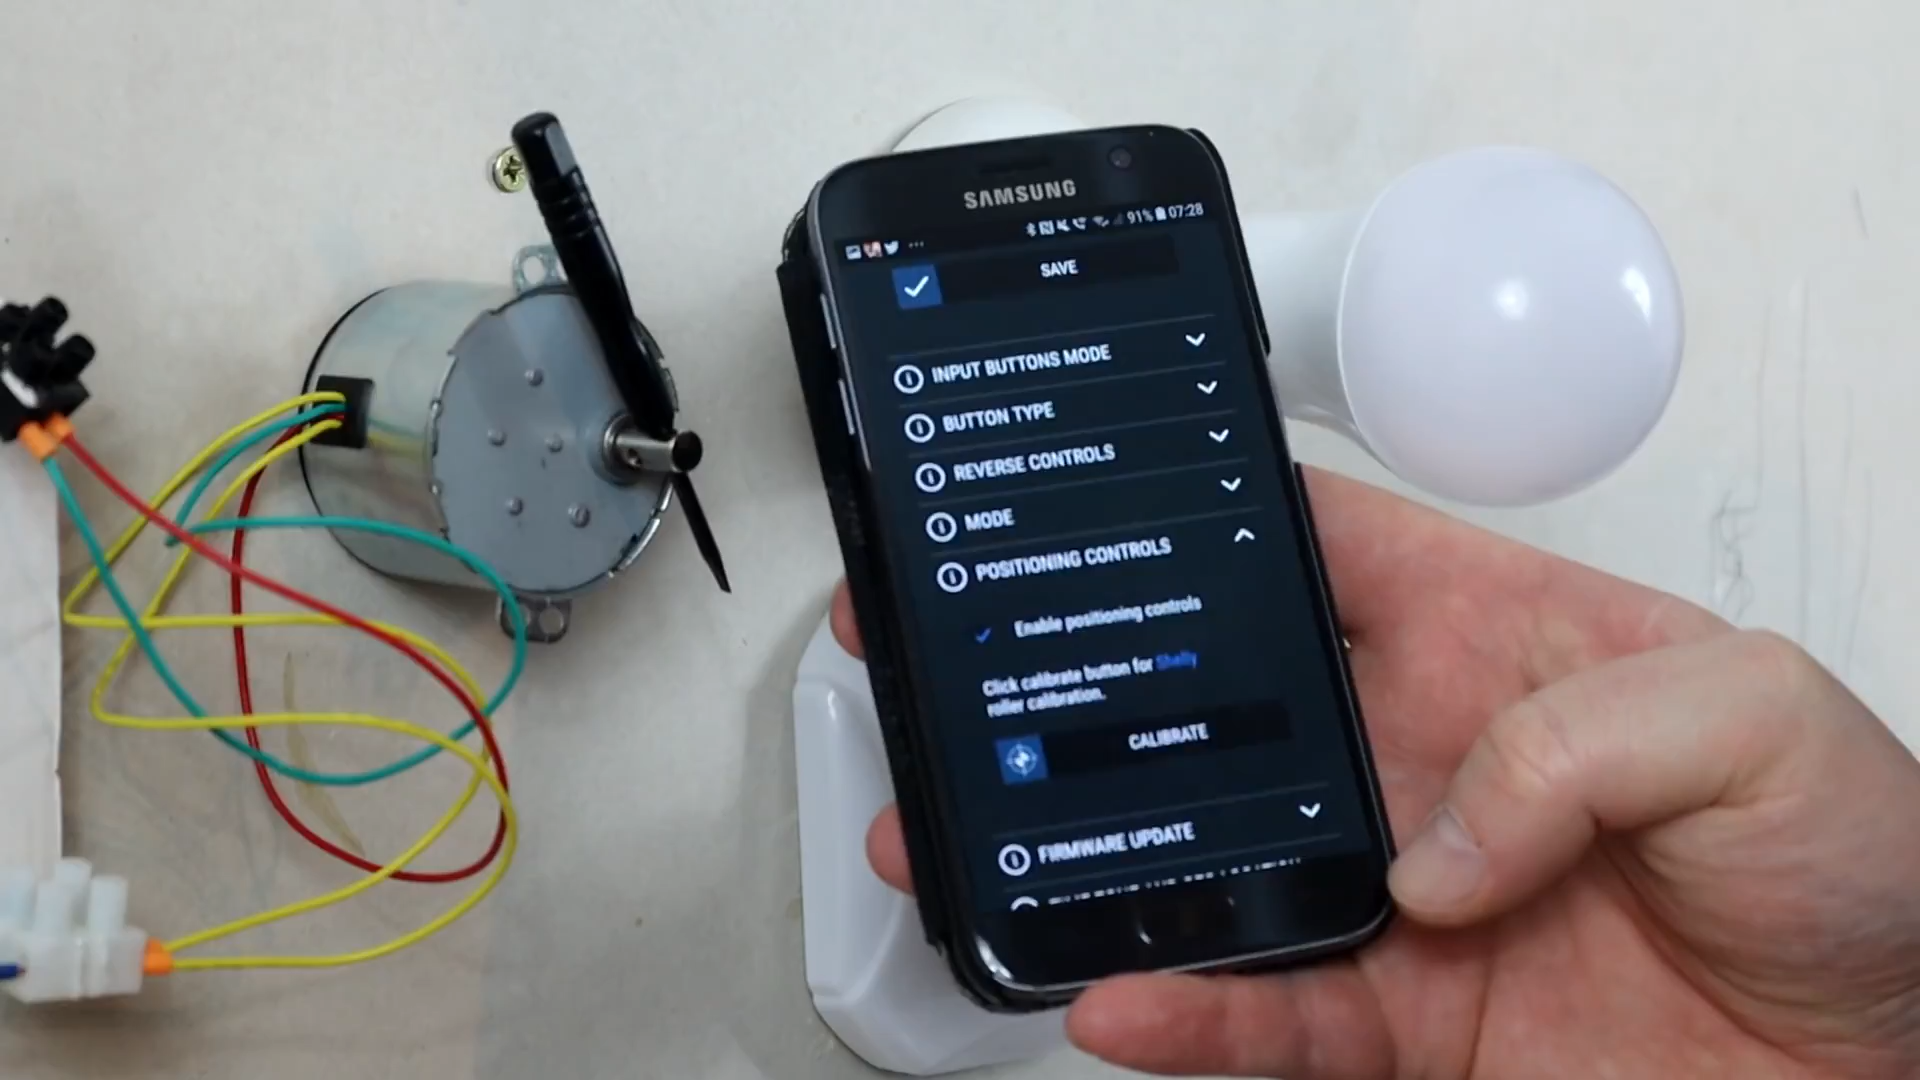 SAMSUNG
91% 07:28
SAVE
INPUT BUTTONS MODE
BUTTON TYPE
REVERSE CONTROLS
MODE
POSITIONING CONTROLS
Enable positioning controls
Click calibrate button for Shelly
roller calibration.
CALIBRATE
FIRMWARE UPDATE